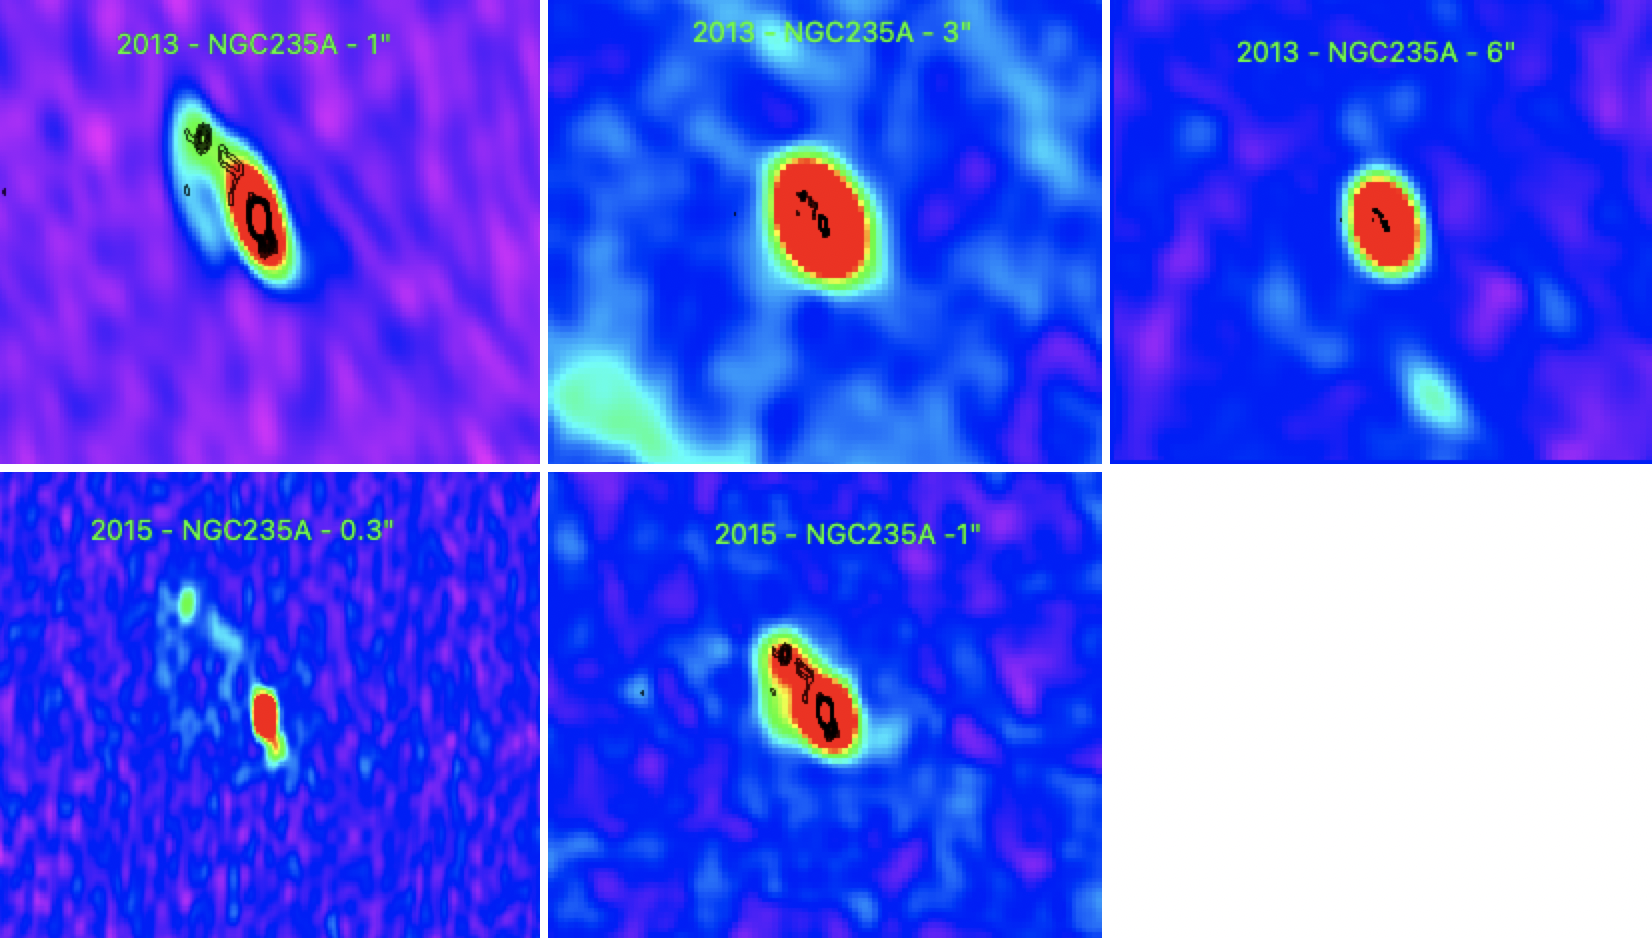 2013 - NGC235A - 1"
2013 - NGC235A - 3"
2013 - NGC235A - 6"
2015 - NGC235A - 0.3"
2015 - NGC235A -1"